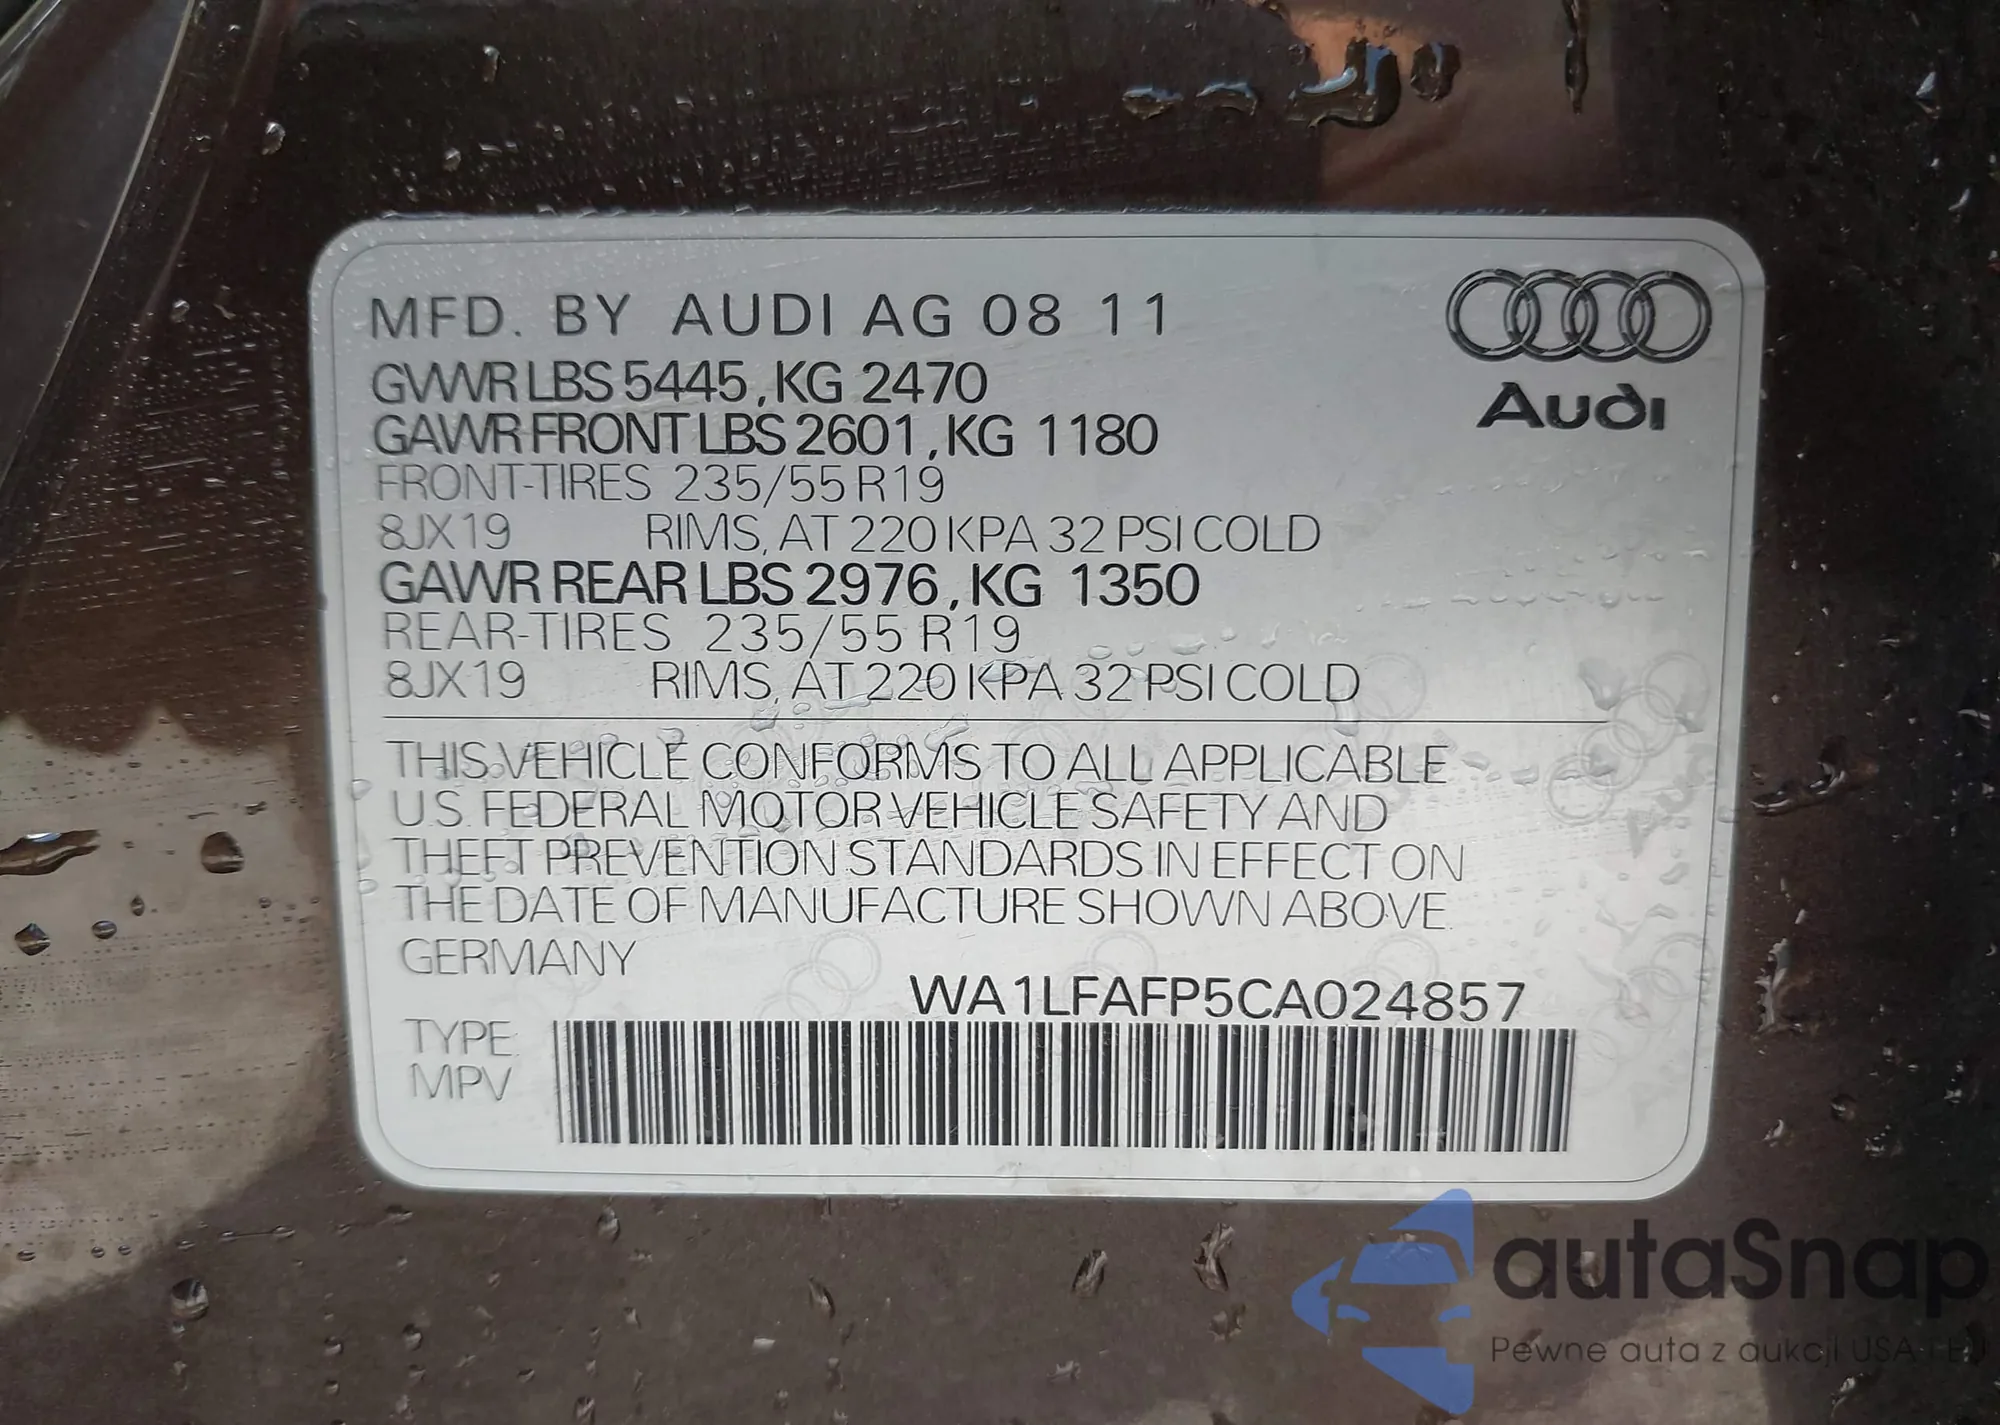 MFD. BY AUDI AG 08 11
GVWR LBS 5445, KG 2470
GAWR FRONT LBS 2601, KG 1180
FRONT-TIRES 235/55 R19
8JX19 RIMS, AT 220 KPA 32 PSI COLD
GAWR REAR LBS 2976, KG 1350
REAR-TIRES 235/55 R19
8JX19 RIMS, AT 220 KPA 32 PSI COLD
Audi
THIS VEHICLE CONFORMS TO ALL APPLICABLE
U.S. FEDERAL MOTOR VEHICLE SAFETY AND
THEFT PREVENTION STANDARDS IN EFFECT ON
THE DATE OF MANUFACTURE SHOWN ABOVE.
GERMANY
WA1LFAFP5CA024857
TYPE:
MPV
autaSnap
Pewne auta z aukcji USA i EU